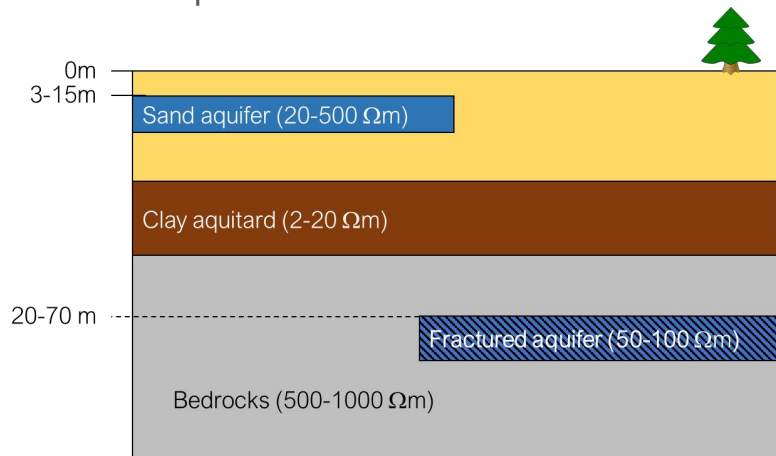 0m
3-15m
Sand aquifer (20-500 Ωm)
Clay aquitard (2-20 Ωm)
20-70 m
Fractured aquifer (50-100 Ωm)
Bedrocks (500-1000 Ωm)